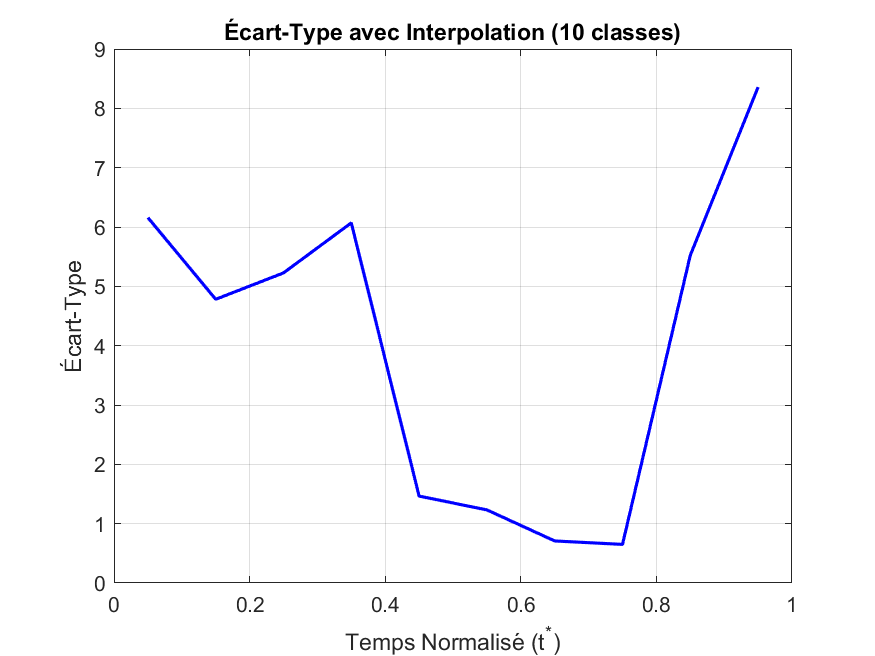 Écart-Type avec Interpolation (10 classes)
9
8
7
6
5
4
3
2
1
0
Écart-Type
0 0.2 0.4 0.6 0.8 1
Temps Normalisé (t*)